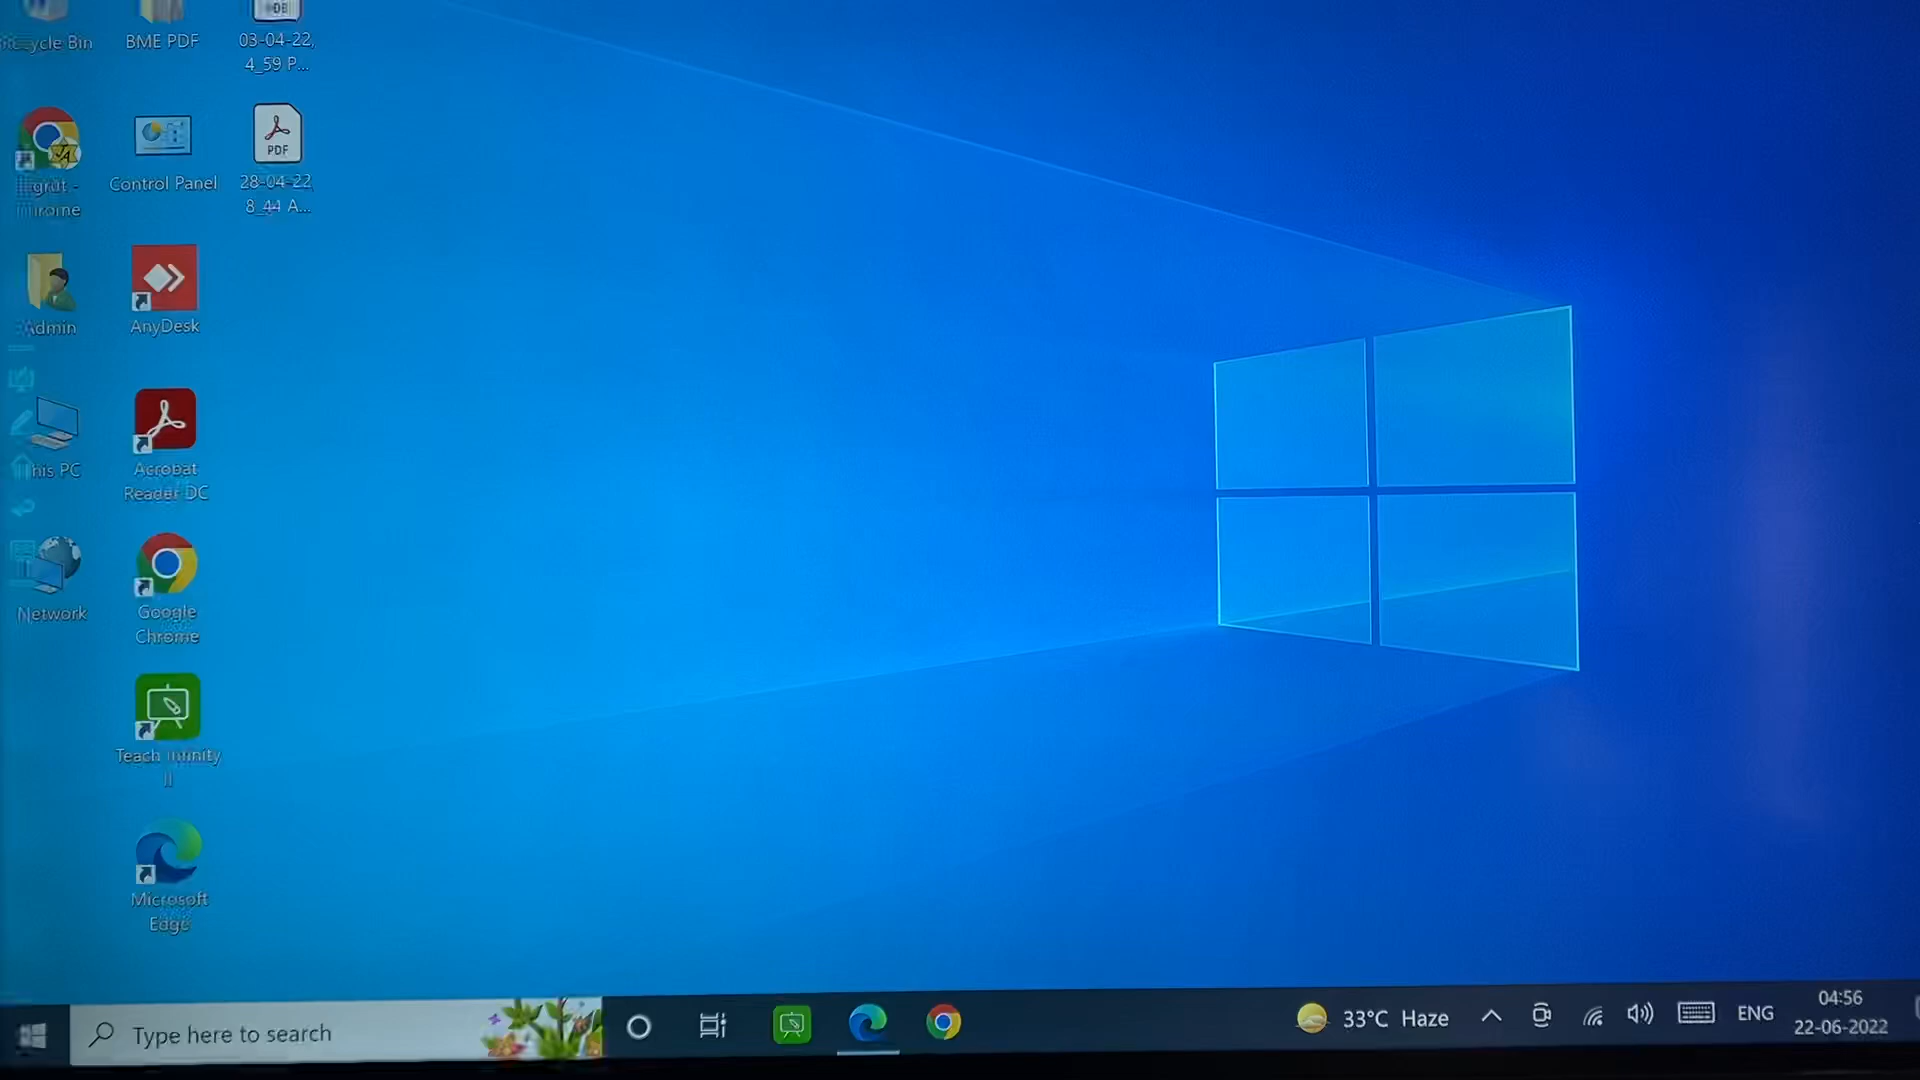 Recycle Bin
BME PDF
03-04-22,
4_59 P...
Control Panel
PDF
28-04-22
8_44 A...
Admin
AnyDesk
This PC
Acrobat
Reader DC
Network
Google
Chrome
Teach Infinity
II
Microsoft
Edge
Type here to search
33°C Haze
ENG
04:56
22-06-2022